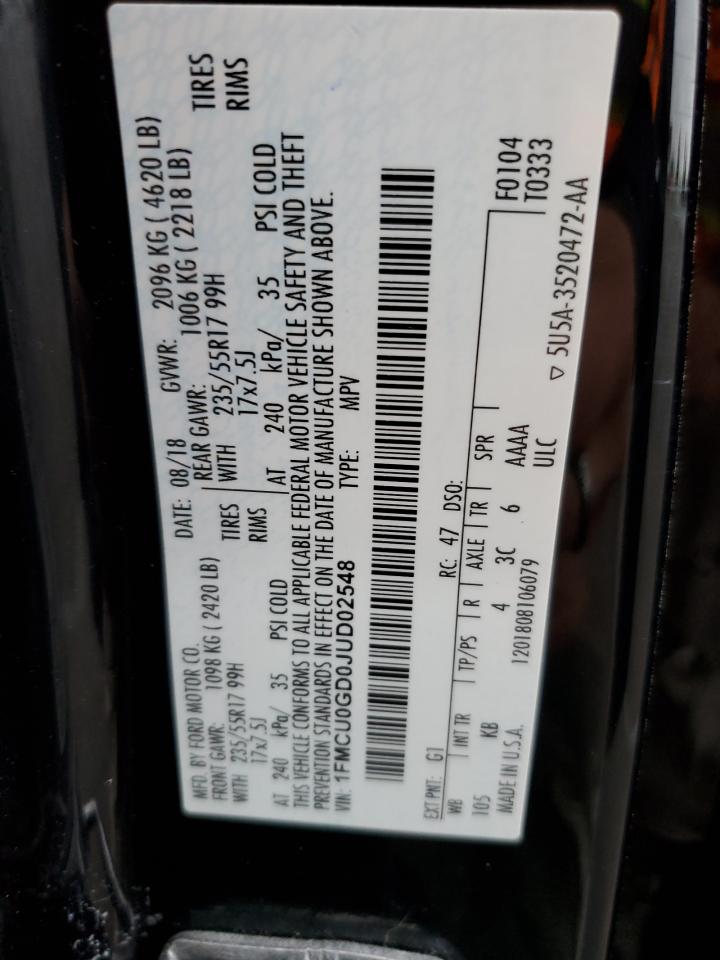 MFD. BY FORD MOTOR CO.
DATE: 08/18 GVWR: 2096 KG ( 4620 LB)
FRONT GAWR: 1098 KG ( 2420 LB) REAR GAWR: 1006 KG ( 2218 LB)
WITH 235/55R17 99H TIRES WITH 235/55R17 99H TIRES
17x7.5J RIMS 17x7.5J RIMS
AT 240 kPa/ 35 PSI COLD AT 240 kPa/ 35 PSI COLD
THIS VEHICLE CONFORMS TO ALL APPLICABLE FEDERAL MOTOR VEHICLE SAFETY AND THEFT
PREVENTION STANDARDS IN EFFECT ON THE DATE OF MANUFACTURE SHOWN ABOVE.
VIN: 1FMCU0GD0JUD02548 TYPE: MPV
EXT PNT: G1 RC: 47 DSO:
WB INT TR TP/PS R AXLE TR SPR F0104
105 KB 4 3C 6 AAAA T0333
MADE IN U.S.A. 1201808106079 ULC
▽ 5U5A-3520472-AA